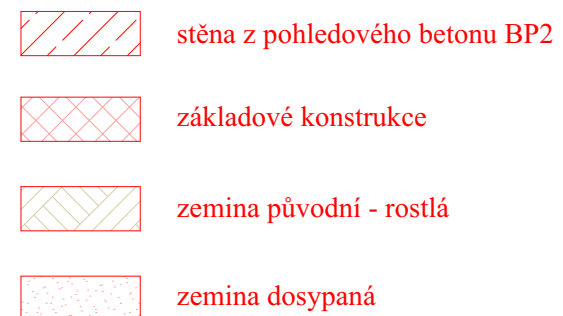 stěna z pohledového betonu BP2
základové konstrukce
zemina původní - rostlá
zemina dosypaná